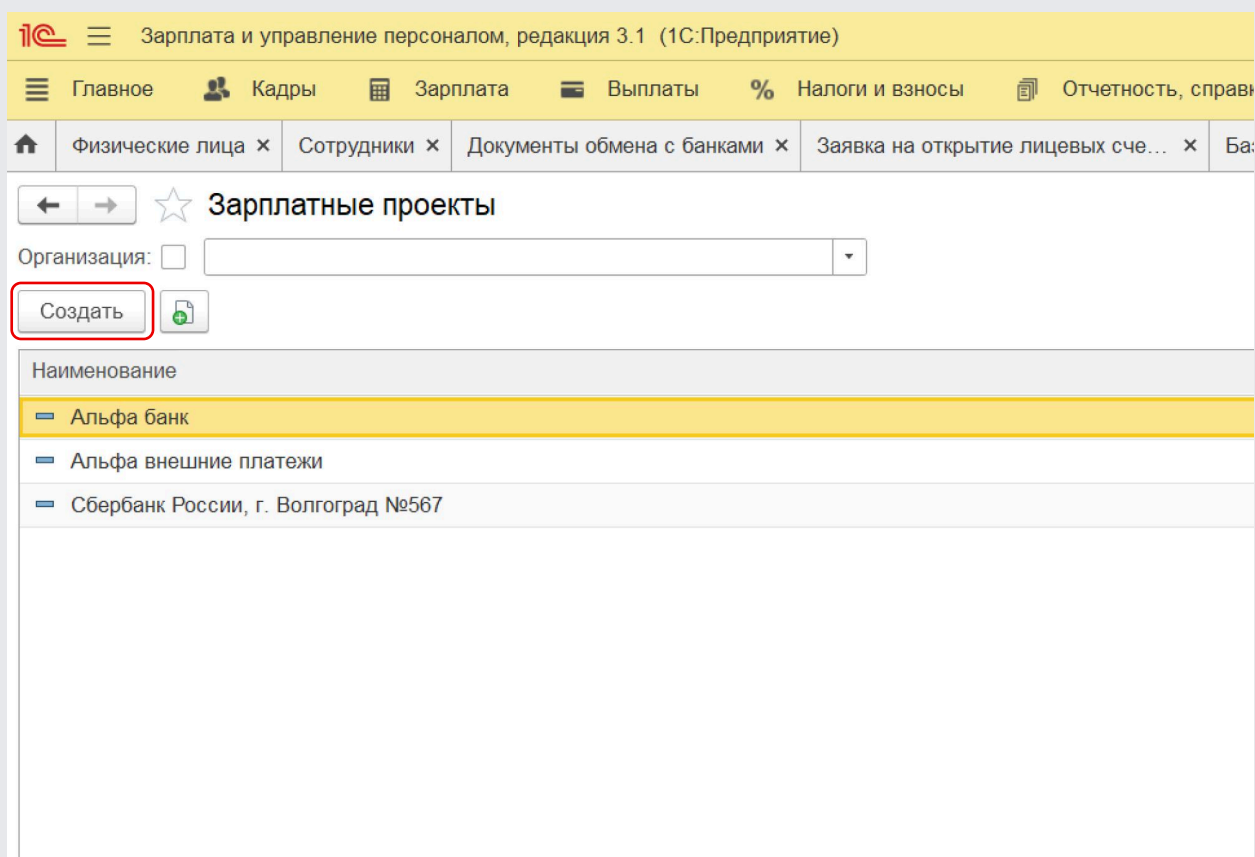 1С Зарплата и управление персоналом, редакция 3.1 (1С:Предприятие)
Главное Кадры Зарплата Выплаты % Налоги и взносы Отчетность, справ
Физические лица × Сотрудники × Документы обмена с банками × Заявка на открытие лицевых сче... ×
Зарплатные проекты
Организация:
Создать
Наименование
Альфа банк
Альфа внешние платежи
Сбербанк России, г. Волгоград №567